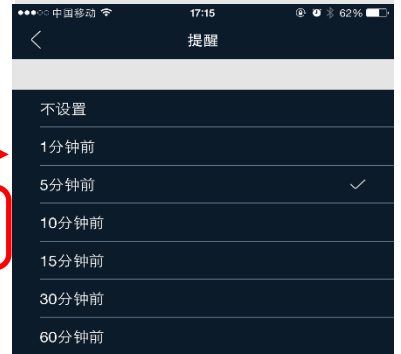 中国移动 17:15 62%
提醒
不设置
1分钟前
5分钟前
10分钟前
15分钟前
30分钟前
60分钟前